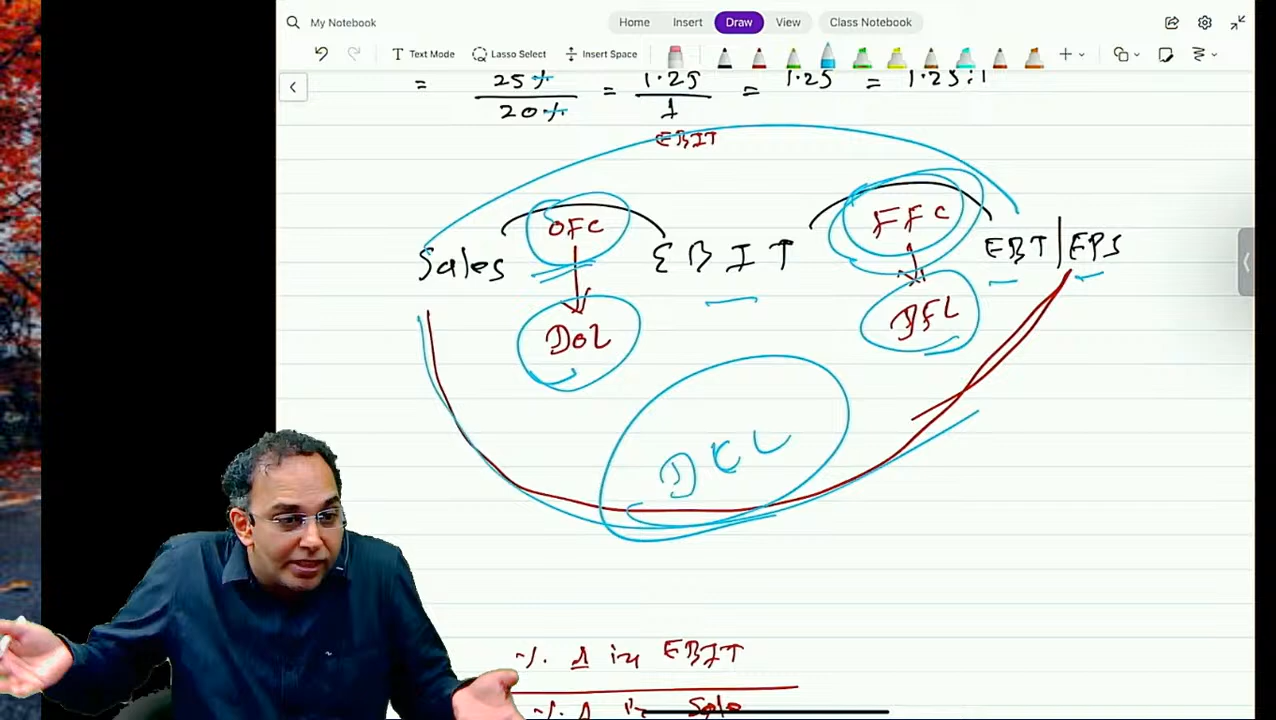 My Notebook
Home Insert Draw View Class Notebook
T Text Mode Lasso Select Insert Space
= 25% / 20% = 1.25 / 1 = 1.25 = 1.25:1
EBIT
OFC FFC
Sales EBIT EBT|EPS
DOL DFL
DCL
%. Δ in EBIT
%. Δ in Sale